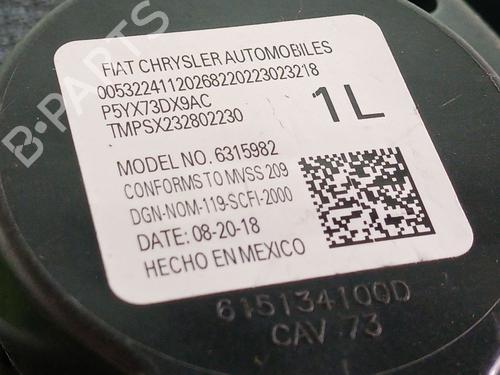 FIAT CHRYSLER AUTOMOBILES
00532241120268220223023218
P5YX73DX9AC
TMPSX232802230
1L
MODEL NO. 6315982
CONFORMS TO MVSS 209
DGN-NOM-119-SCFI-2000
DATE: 08-20-18
HECHO EN MEXICO
615134100D
CAV 73
B-PARTS